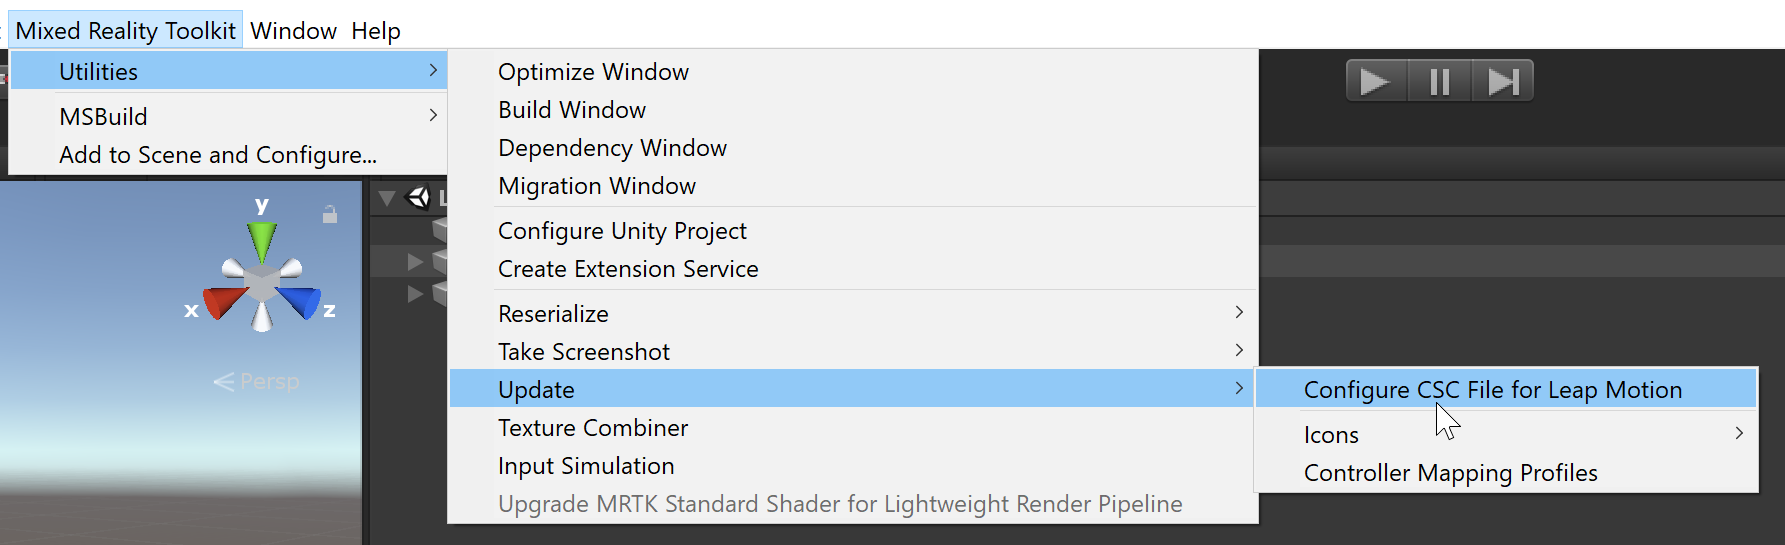 Mixed Reality Toolkit Window Help
Utilities
MSBuild
Add to Scene and Configure...
Optimize Window
Build Window
Dependency Window
Migration Window
Configure Unity Project
Create Extension Service
Reserialize
Take Screenshot
Update
Texture Combiner
Input Simulation
Upgrade MRTK Standard Shader for Lightweight Render Pipeline
Configure CSC File for Leap Motion
Icons
Controller Mapping Profiles
y
x
z
Persp